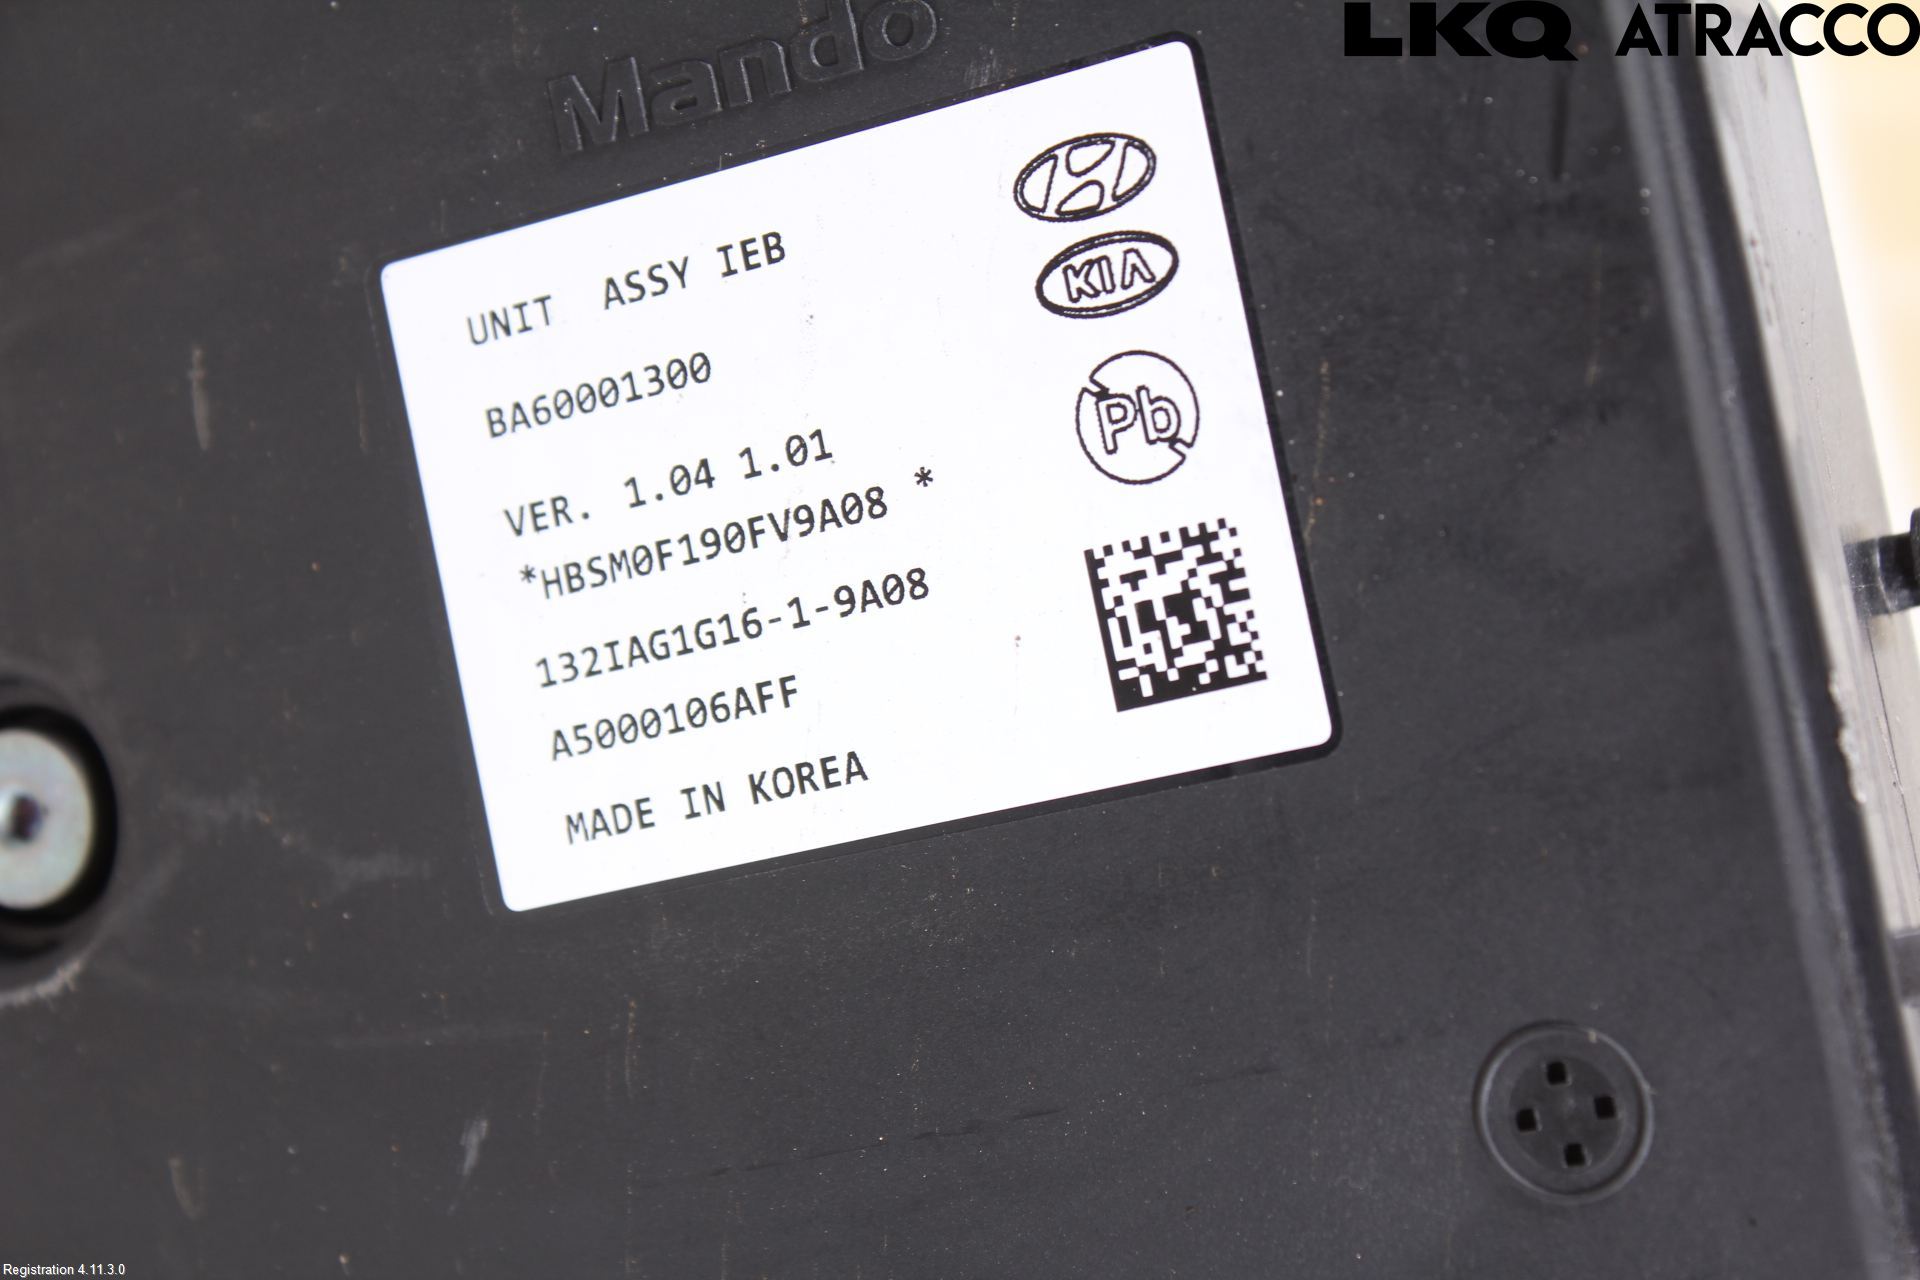 LKQ ATRACCO
Mando
UNIT ASSY IEB
BA60001300
VER. 1.04 1.01
*HBSM0F190FV9A08 *
132IAG1G16-1-9A08
A5000106AFF
MADE IN KOREA
KIA
Pb
Registration 4.11.3.0